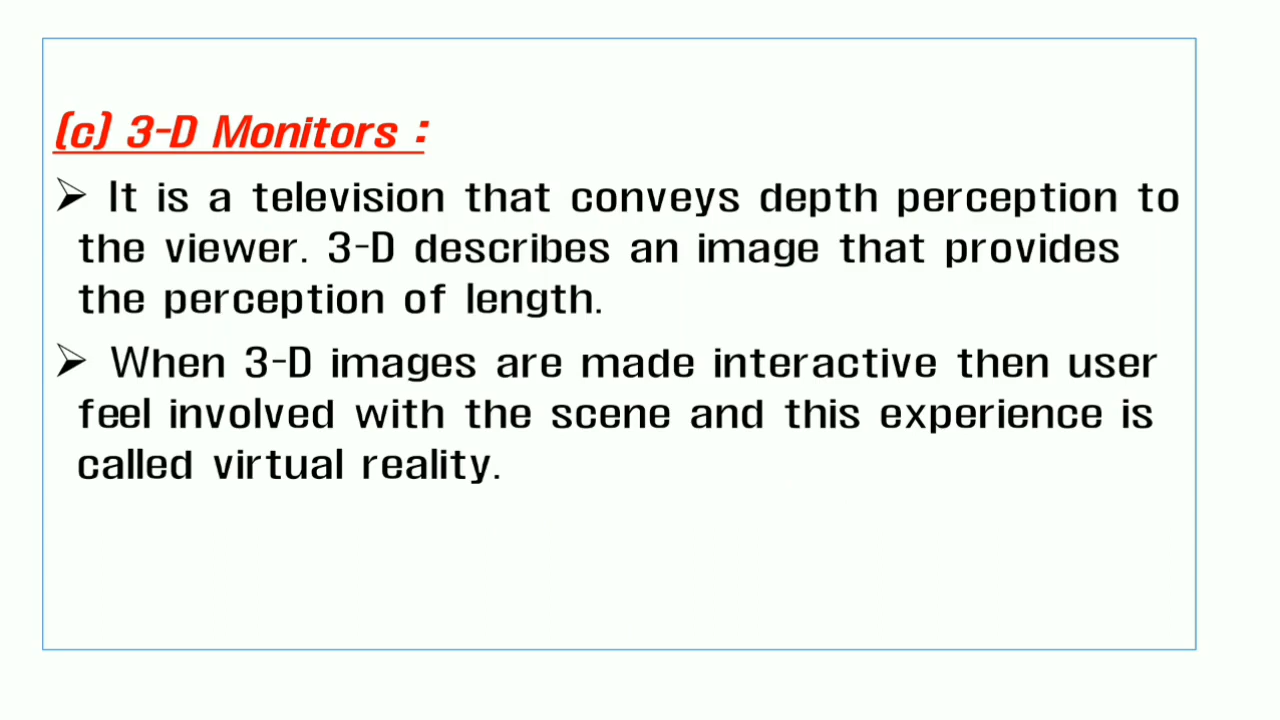 (c) 3-D Monitors :
➢ It is a television that conveys depth perception to
the viewer. 3-D describes an image that provides
the perception of length.
➢ When 3-D images are made interactive then user
feel involved with the scene and this experience is
called virtual reality.